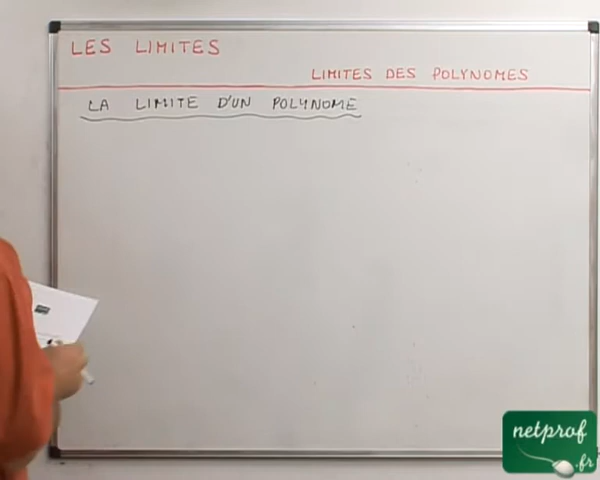 LES LIMITES
LIMITES DES POLYNOMES
LA LIMITE D'UN POLYNOME
netprof
.fr